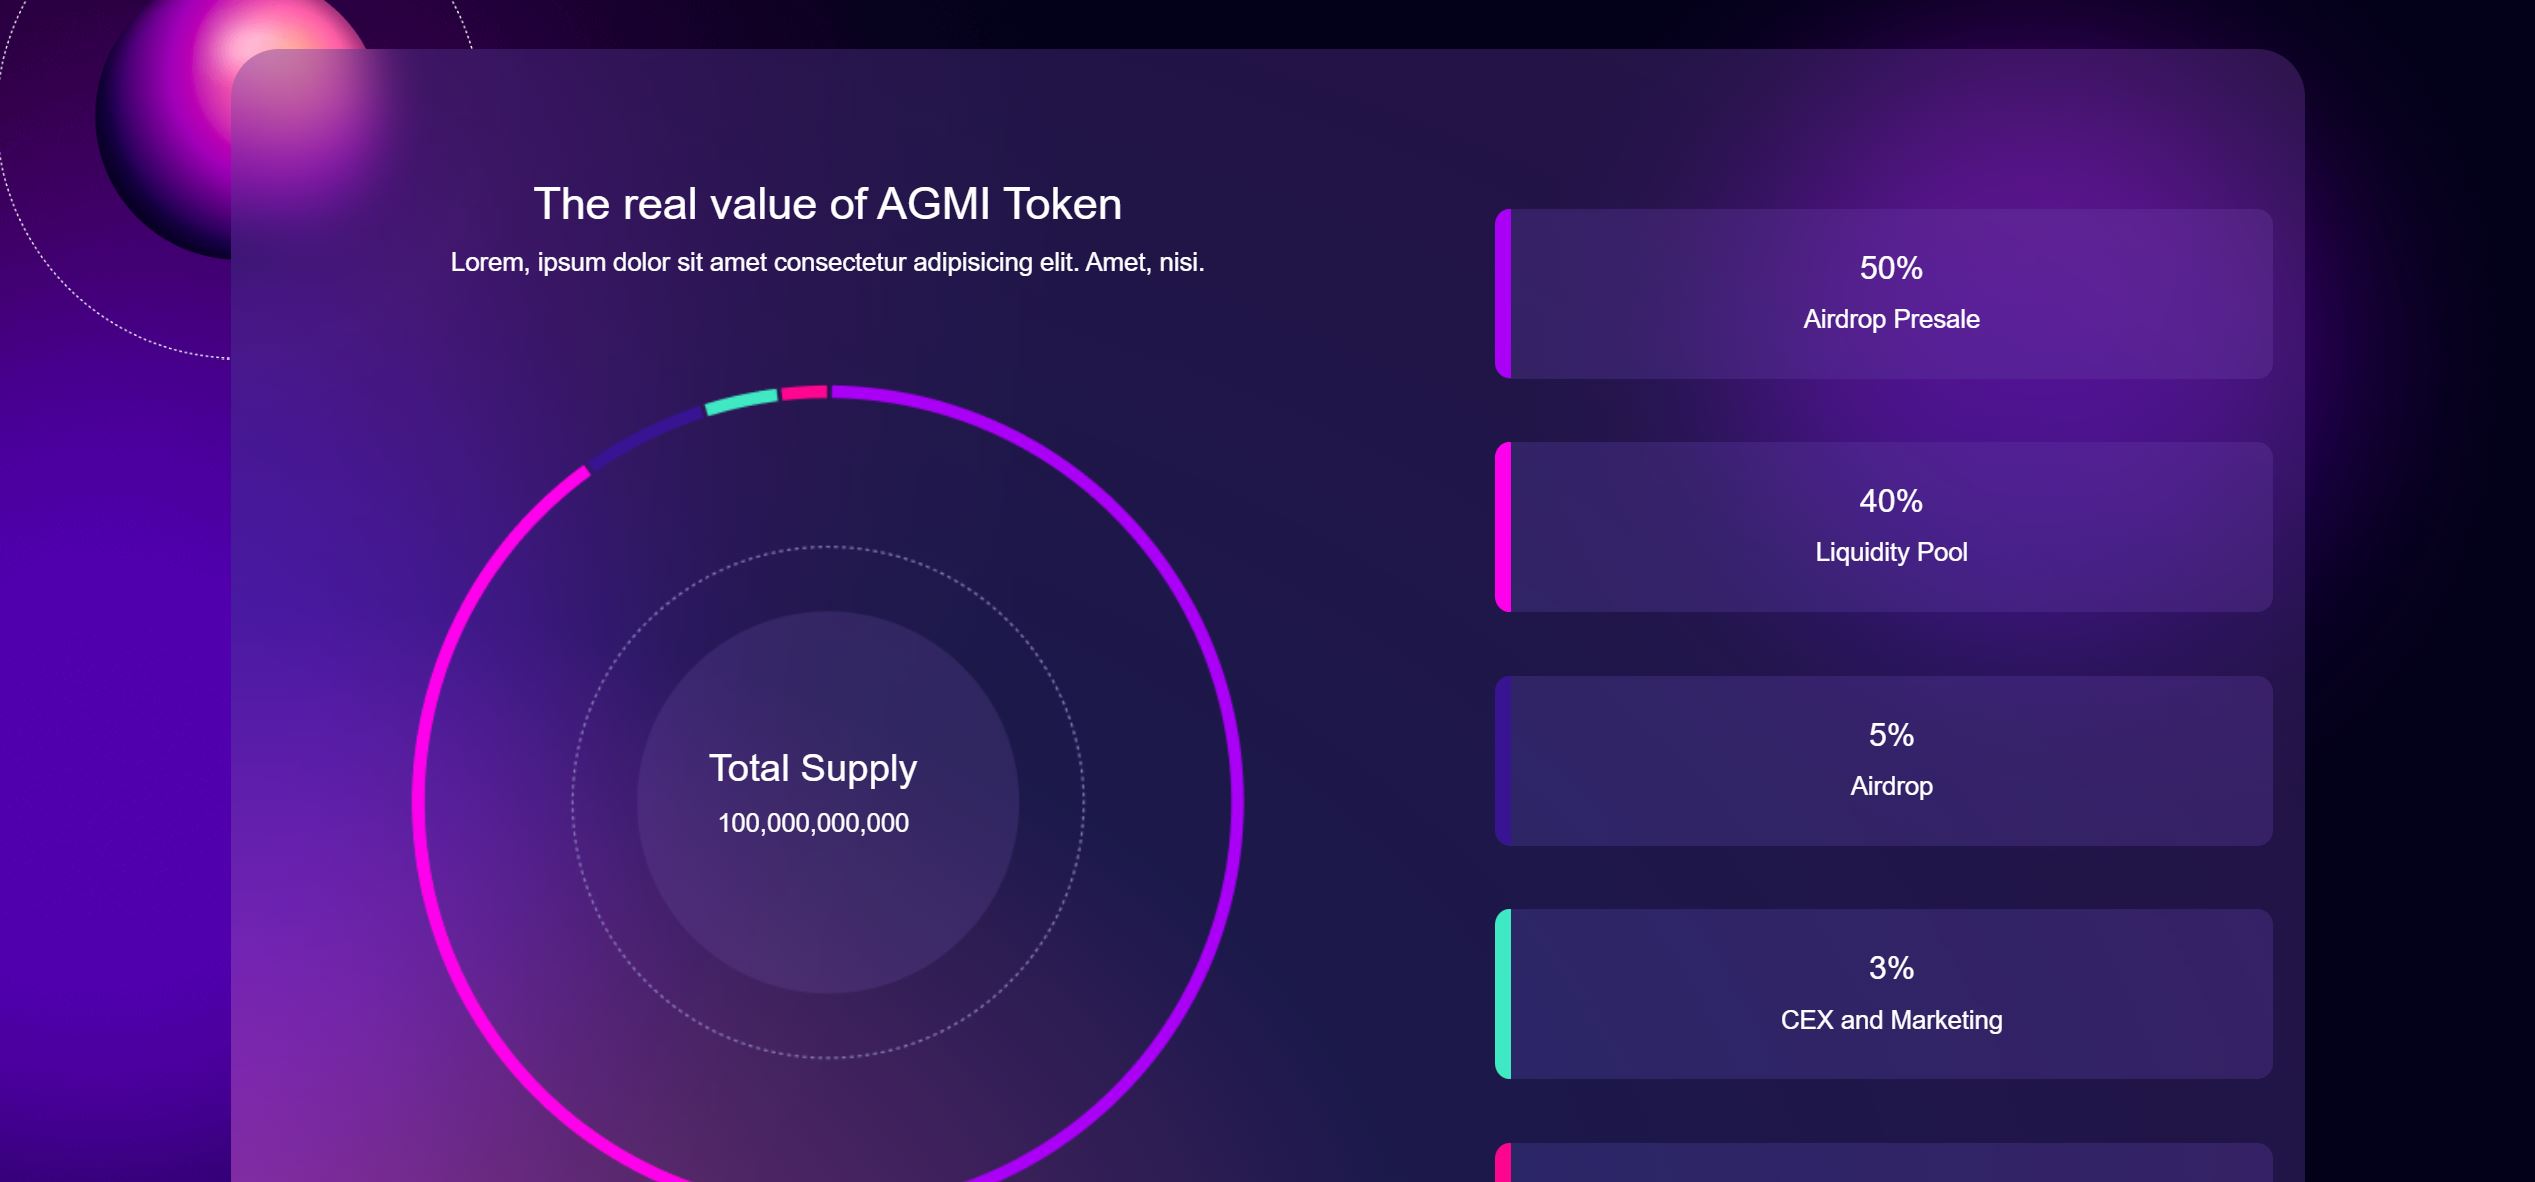 The real value of AGMI Token
Lorem, ipsum dolor sit amet consectetur adipisicing elit. Amet, nisi.
Total Supply
100,000,000,000
50%
Airdrop Presale
40%
Liquidity Pool
5%
Airdrop
3%
CEX and Marketing